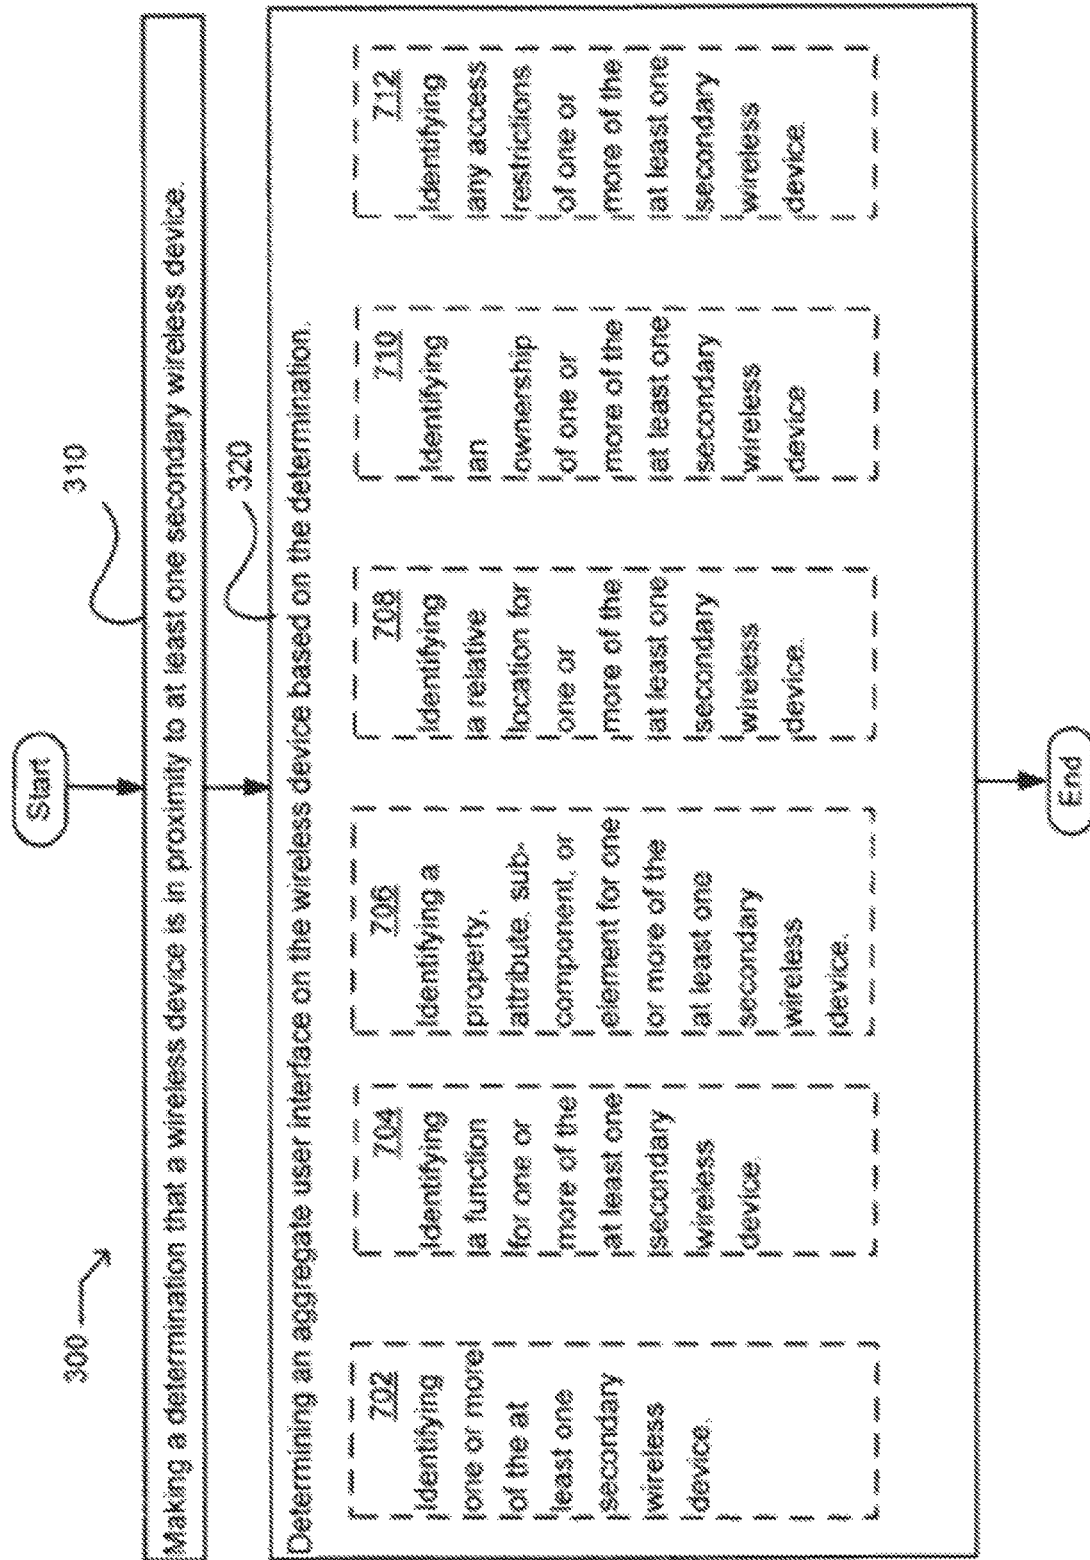 Start
300
310
Making a determination that a wireless device is in proximity to at least one secondary wireless device.
320
Determining an aggregate user interface on the wireless device based on the determination.
702
Identifying
one or more
of the at
least one
secondary
wireless
device.
704
Identifying
a function
for one or
more of the
at least one
secondary
wireless
device.
706
Identifying a
property,
attribute, sub-
component, or
element for one
or more of the
at least one
secondary
wireless
device.
708
Identifying
a relative
location for
one or
more of the
at least one
secondary
wireless
device.
710
Identifying
an
ownership
of one or
more of the
at least one
secondary
wireless
device
712
Identifying
any access
restrictions
of one or
more of the
at least one
secondary
wireless
device.
End